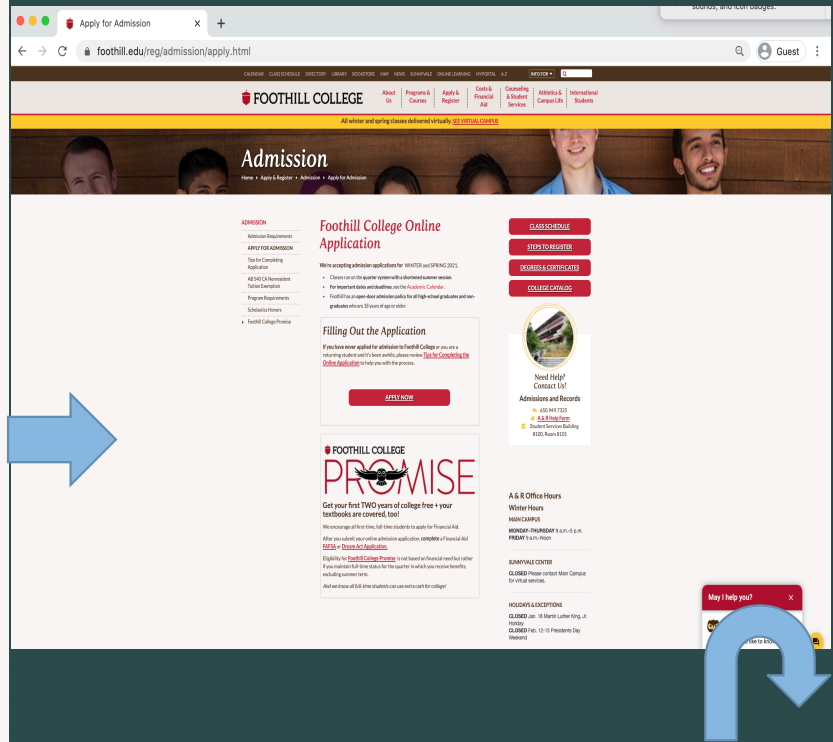 sounds, and icon badges.
Apply for Admission
foothill.edu/reg/admission/apply.html
Guest
CALENDAR CLASS SCHEDULE DIRECTORY LIBRARY BOOKSTORE MAP NEWS SUNNYVALE ONLINE LEARNING MYPORTAL A-Z INFO FOR
FOOTHILL COLLEGE
About Us
Programs & Courses
Apply & Register
Costs & Financial Aid
Counseling & Student Services
Athletics & Campus Life
International Students
All winter and spring classes delivered virtually. SEE VIRTUAL CAMPUS
Admission
Home Apply & Register Admission Apply for Admission
ADMISSION
Admission Requirements
APPLY FOR ADMISSION
Tips for Completing
Application
AB 540 CA Nonresident
Tuition Exemption
Program Requirements
Scholastics Honors
Foothill College Promise
Foothill College Online
Application
We're accepting admission applications for WINTER and SPRING 2021.
• Classes run on the quarter system with a shortened summer session.
• For important dates and deadlines, see the Academic Calendar.
• Foothill has an open-door admission policy for all high-school graduates and non-
graduates who are 18 years of age or older.
Filling Out the Application
If you have never applied for admission to Foothill College or you are a
returning student and it's been awhile, please review Tips for Completing the
Online Application to help you with the process.
APPLY NOW
FOOTHILL COLLEGE
PROMISE
Get your first TWO years of college free + your
textbooks are covered, too!
We encourage all first-time, full-time students to apply for Financial Aid.
After you submit your online admission application, complete a Financial Aid
FAFSA or Dream Act Application.
Eligibility for Foothill College Promise is not based on financial need but rather
if you maintain full-time status for the quarter in which you receive benefits,
excluding summer term.
And we know all full-time students can use extra cash for college!
CLASS SCHEDULE
STEPS TO REGISTER
DEGREES & CERTIFICATES
COLLEGE CATALOG
Need Help?
Contact Us!
Admissions and Records
650.949.7325
A & R Help Form
Student Services Building
8100, Room 8101
A & R Office Hours
Winter Hours
MAIN CAMPUS
MONDAY–THURSDAY 9 a.m.–5 p.m.
FRIDAY 9 a.m.–Noon
SUNNYVALE CENTER
CLOSED Please contact Main Campus
for virtual services.
HOLIDAYS & EXCEPTIONS
CLOSED Jan. 18 Martin Luther King, Jr.
Holiday
CLOSED Feb. 12-15 Presidents Day
Weekend
May I help you? X
like to know